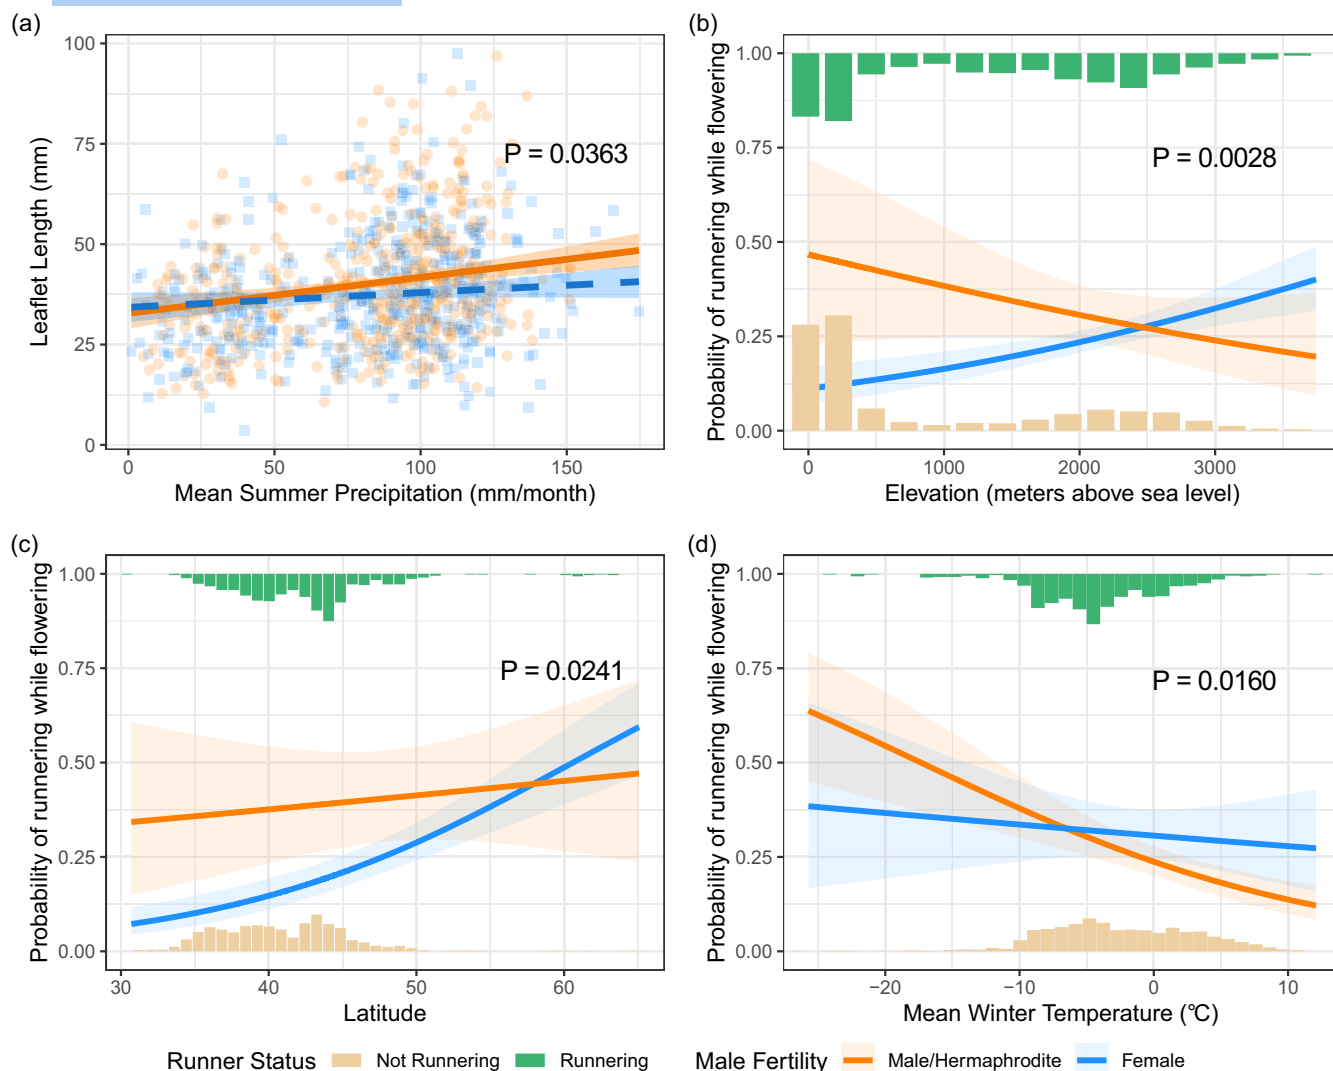 (a)
100
75
50
25
0
Leaflet Length (mm)
P = 0.0363
0
50
100
150
Mean Summer Precipitation (mm/month)
(b)
1.00
0.75
0.50
0.25
0.00
Probability of runnering while flowering
P = 0.0028
0
1000
2000
3000
Elevation (meters above sea level)
(c)
1.00
0.75
0.50
0.25
0.00
Probability of runnering while flowering
P = 0.0241
30
40
50
60
Latitude
(d)
1.00
0.75
0.50
0.25
0.00
Probability of runnering while flowering
P = 0.0160
−20
−10
0
10
Mean Winter Temperature (℃)
Runner Status Not Runnering Runnering Male Fertility Male/Hermaphrodite Female